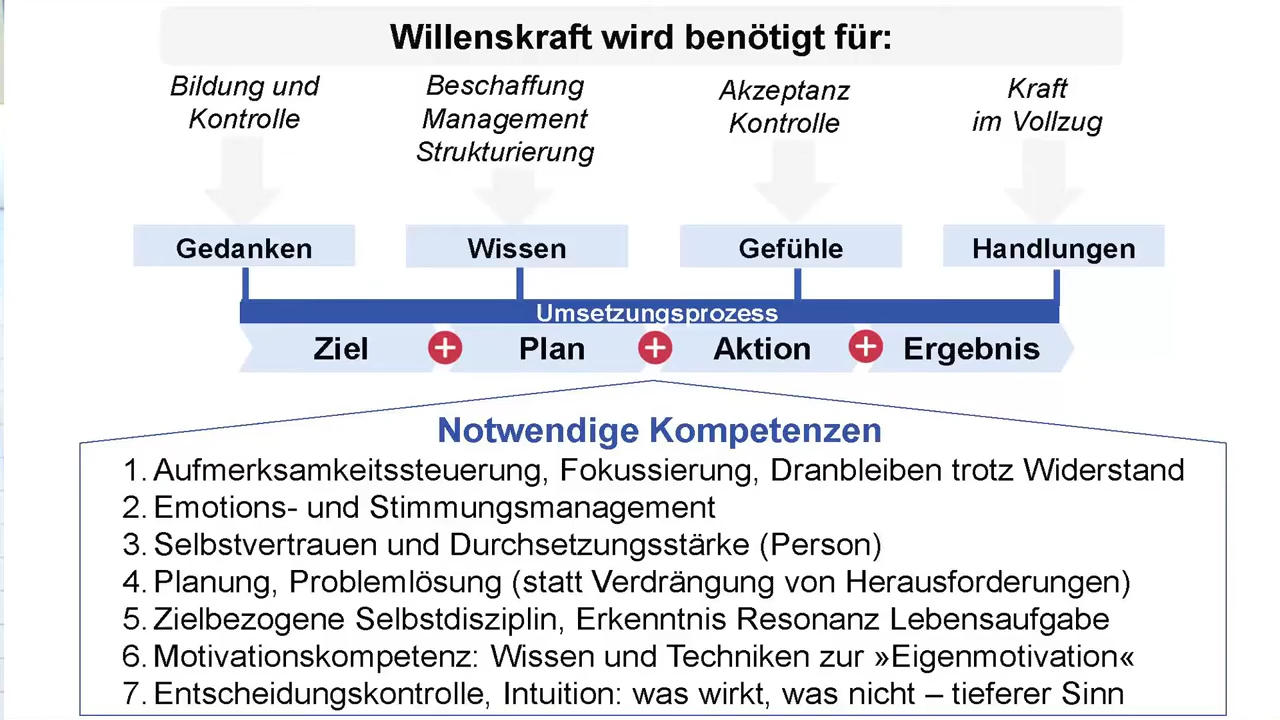 Willenskraft wird benötigt für:
Bildung und
Kontrolle
Beschaffung
Management
Strukturierung
Akzeptanz
Kontrolle
Kraft
im Vollzug
Gedanken
Wissen
Gefühle
Handlungen
Umsetzungsprozess
Ziel
Plan
Aktion
Ergebnis
Notwendige Kompetenzen
1. Aufmerksamkeitssteuerung, Fokussierung, Dranbleiben trotz Widerstand
2. Emotions- und Stimmungsmanagement
3. Selbstvertrauen und Durchsetzungsstärke (Person)
4. Planung, Problemlösung (statt Verdrängung von Herausforderungen)
5. Zielbezogene Selbstdisziplin, Erkenntnis Resonanz Lebensaufgabe
6. Motivationskompetenz: Wissen und Techniken zur »Eigenmotivation«
7. Entscheidungskontrolle, Intuition: was wirkt, was nicht – tieferer Sinn